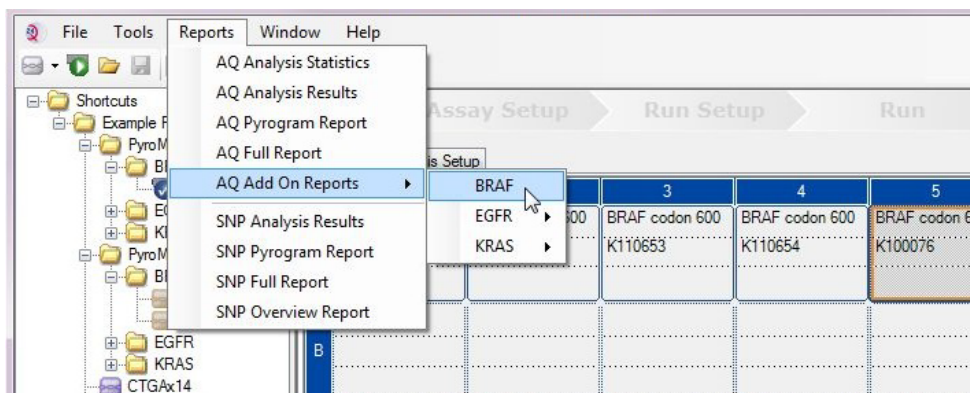 File Tools Reports Window Help
AQ Analysis Statistics
AQ Analysis Results
AQ Pyrogram Report
AQ Full Report
AQ Add On Reports
SNP Analysis Results
SNP Pyrogram Report
SNP Full Report
SNP Overview Report
BRAF
EGFR
KRAS
Shortcuts
Example
PyroM
PyroM
EGFR
KRAS
CTGAx14
Assay Setup Run Setup Run
is Setup
3 4 5
BRAF codon 600 BRAF codon 600 BRAF codon 6
K110653 K110654 K100076
B